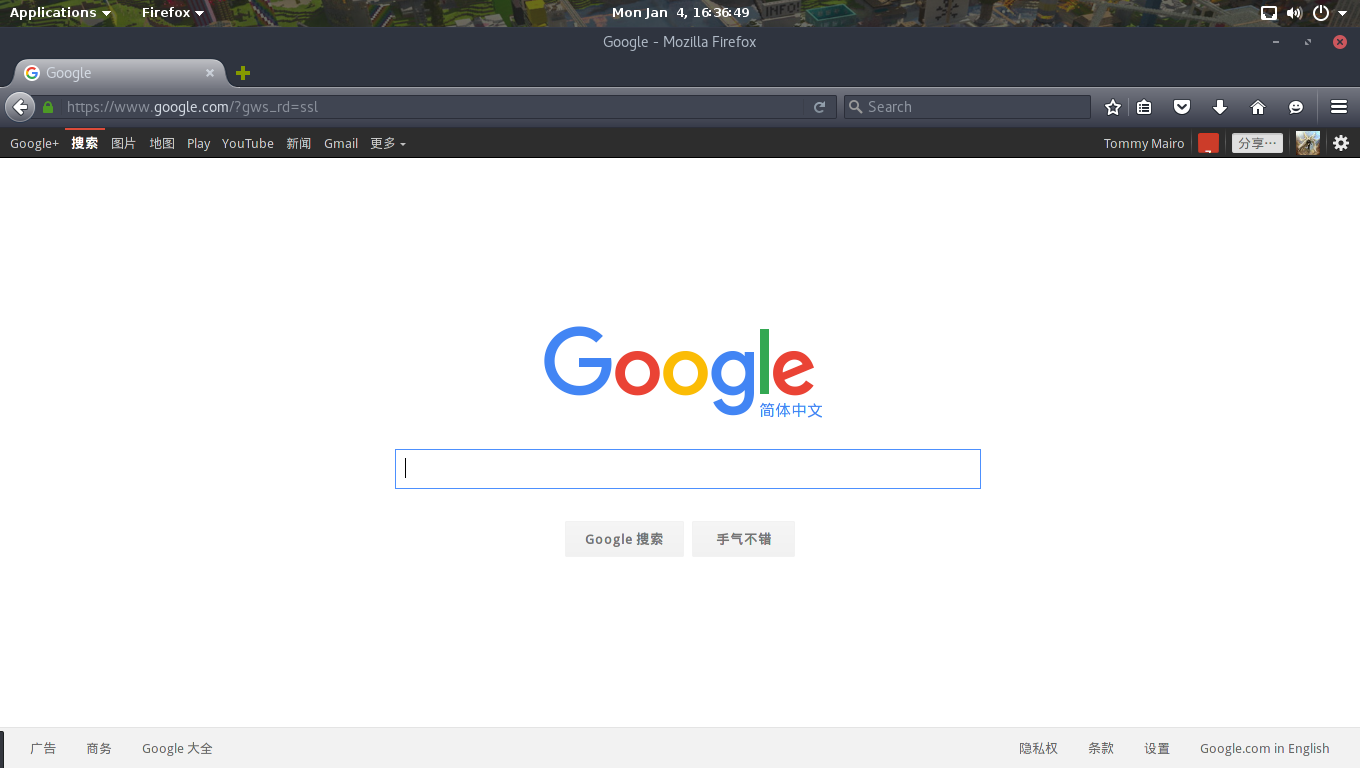 Applications Firefox Mon Jan 4, 16:36:49
Google - Mozilla Firefox
Google
https://www.google.com/?gws_rd=ssl Search
Google+ 搜索 图片 地图 Play YouTube 新闻 Gmail 更多 Tommy Mairo 分享…
Google
简体中文
Google 搜索 手气不错
广告 商务 Google 大全 隐私权 条款 设置 Google.com in English